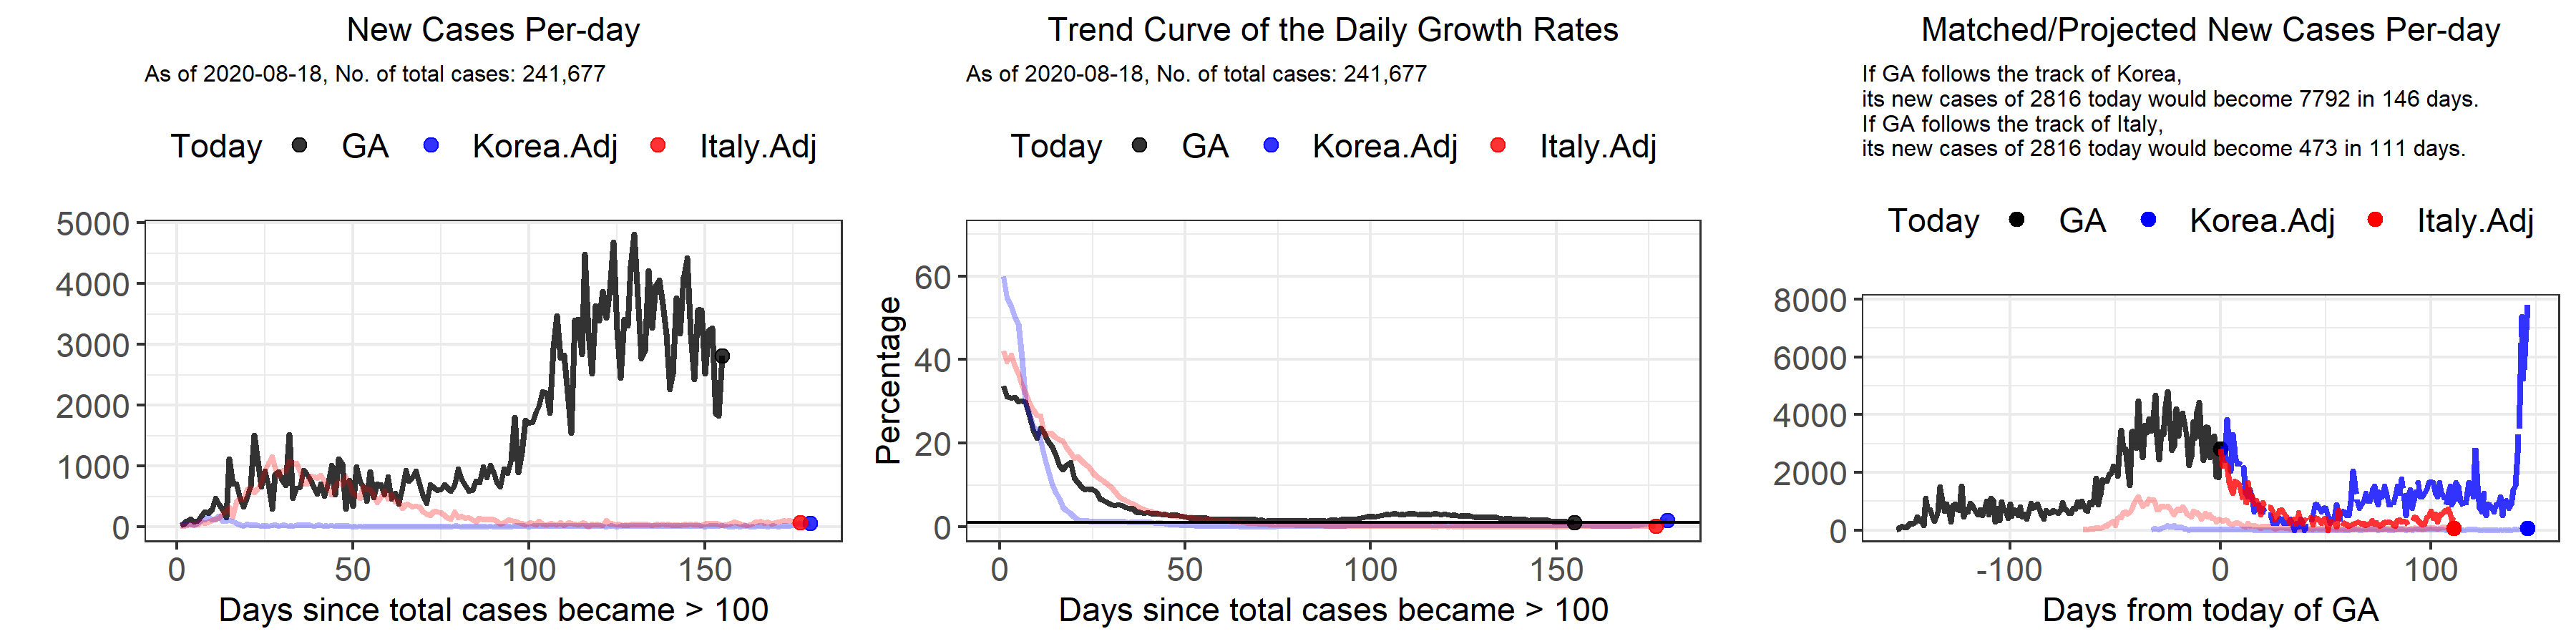 New Cases Per-day
As of 2020-08-18, No. of total cases: 241,677
Today GA Korea.Adj Italy.Adj
5000
4000
3000
2000
1000
0
0 50 100 150
Days since total cases became > 100
Trend Curve of the Daily Growth Rates
As of 2020-08-18, No. of total cases: 241,677
Today GA Korea.Adj Italy.Adj
Percentage
60
40
20
0
0 50 100 150
Days since total cases became > 100
Matched/Projected New Cases Per-day
If GA follows the track of Korea,
its new cases of 2816 today would become 7792 in 146 days.
If GA follows the track of Italy,
its new cases of 2816 today would become 473 in 111 days.
Today GA Korea.Adj Italy.Adj
8000
6000
4000
2000
0
-100 0 100
Days from today of GA